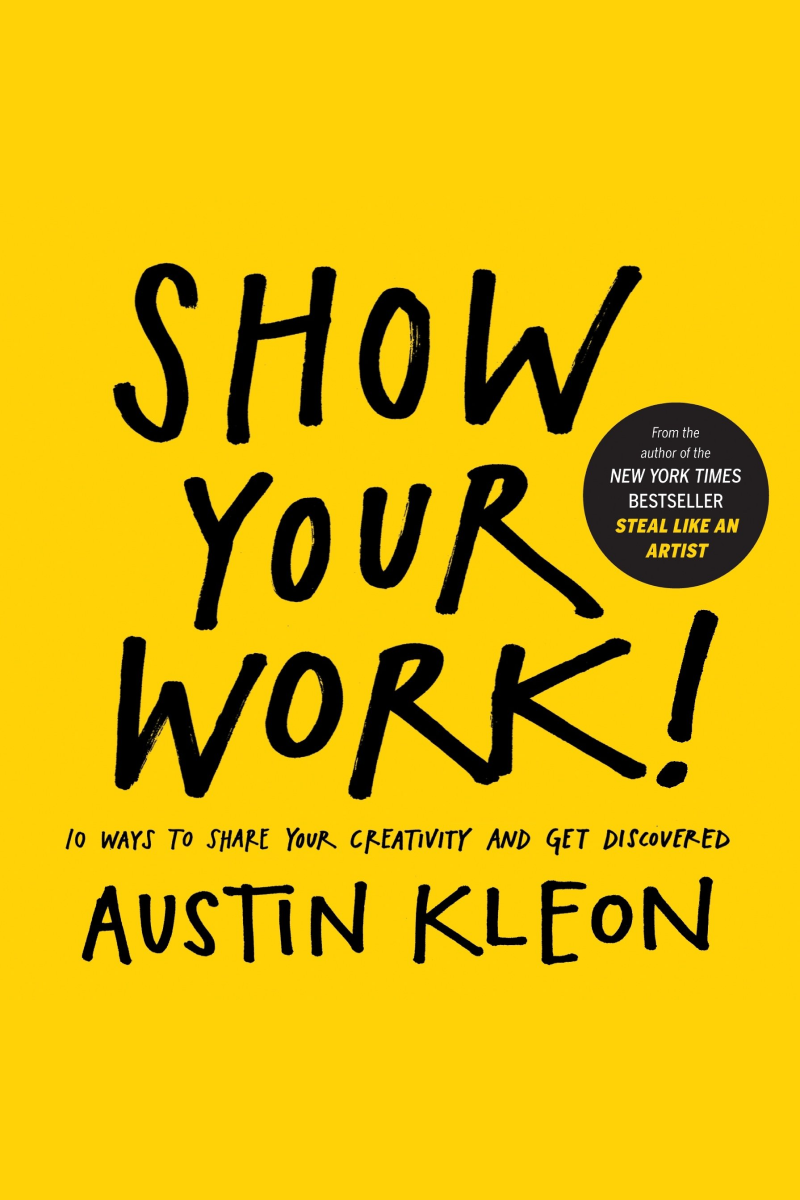 SHOW
YOUR
WORK!
From the
author of the
NEW YORK TIMES
BESTSELLER
STEAL LIKE AN
ARTIST
10 WAYS TO SHARE YOUR CREATIVITY AND GET DISCOVERED
AUSTIN KLEON